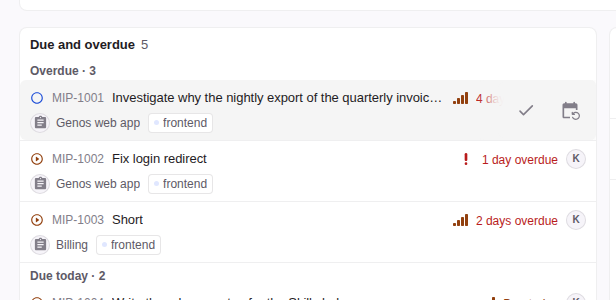 Due and overdue 5
Overdue · 3
MIP-1001 Investigate why the nightly export of the quarterly invoic… 4 da
Genos web app frontend
MIP-1002 Fix login redirect 1 day overdue K
Genos web app frontend
MIP-1003 Short 2 days overdue K
Billing frontend
Due today · 2